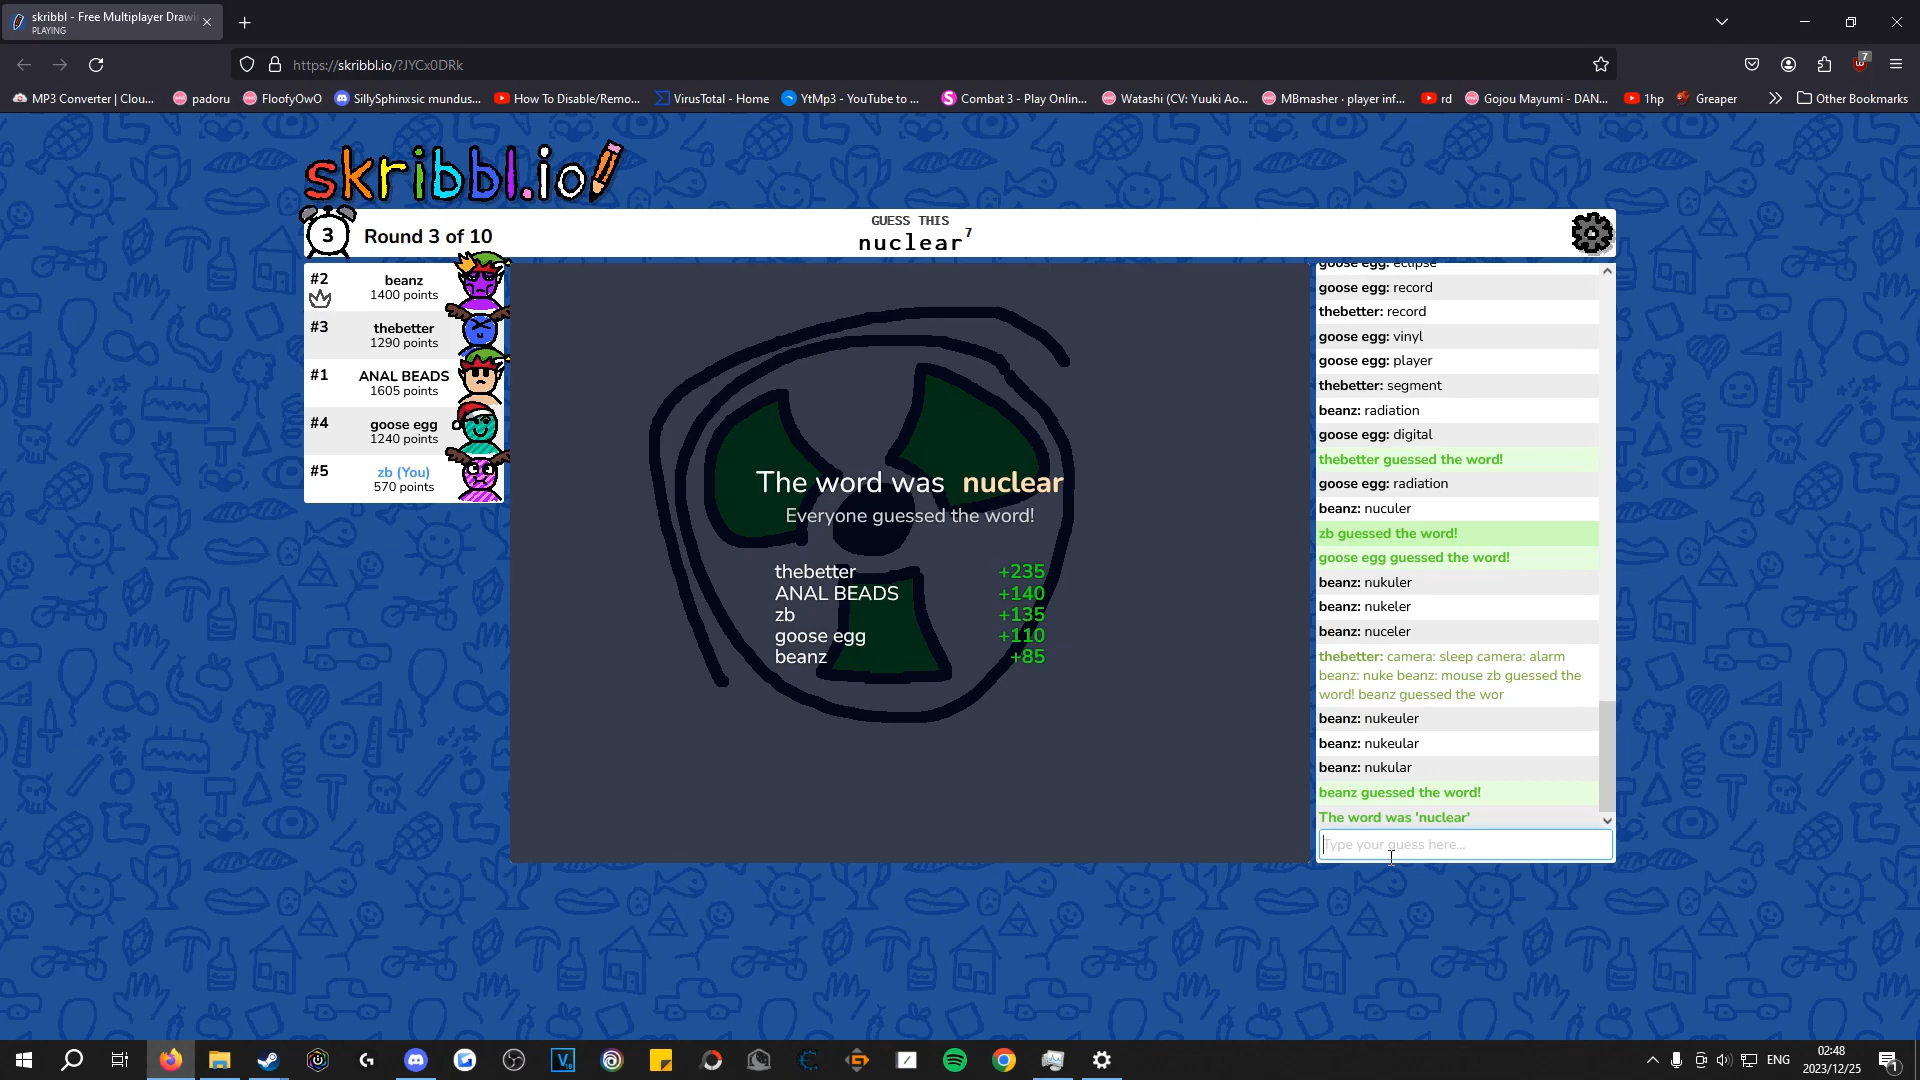 skribbl - Free Multiplayer Drawi
PLAYING
https://skribbl.io/?JYCx0DRk
7
MP3 Converter | Clou...
padoru
FloofyOwO
SillySphinxsic mundus...
How To Disable/Remo...
VirusTotal - Home
YtMp3 - YouTube to ...
Combat 3 - Play Onlin...
Watashi (CV: Yuuki Ao...
MBmasher · player inf...
rd
Gojou Mayumi - DAN...
1hp
Greaper
Other Bookmarks
skribbl.io
3
Round 3 of 10
GUESS THIS
nuclear 7
#2
beanz
1400 points
#3
thebetter
1290 points
#1
ANAL BEADS
1605 points
#4
goose egg
1240 points
#5
zb (You)
570 points
The word was nuclear
Everyone guessed the word!
thebetter +235
ANAL BEADS +140
zb +135
goose egg +110
beanz +85
goose egg: eclipse
goose egg: record
thebetter: record
goose egg: vinyl
goose egg: player
thebetter: segment
beanz: radiation
goose egg: digital
thebetter guessed the word!
goose egg: radiation
beanz: nuculer
zb guessed the word!
goose egg guessed the word!
beanz: nukuler
beanz: nukeler
beanz: nuceler
thebetter: camera: sleep camera: alarm
beanz: nuke beanz: mouse zb guessed the
word! beanz guessed the wor
beanz: nukeuler
beanz: nukeular
beanz: nukular
beanz guessed the word!
The word was 'nuclear'
Type your guess here...
ENG
02:48
2023/12/25
1